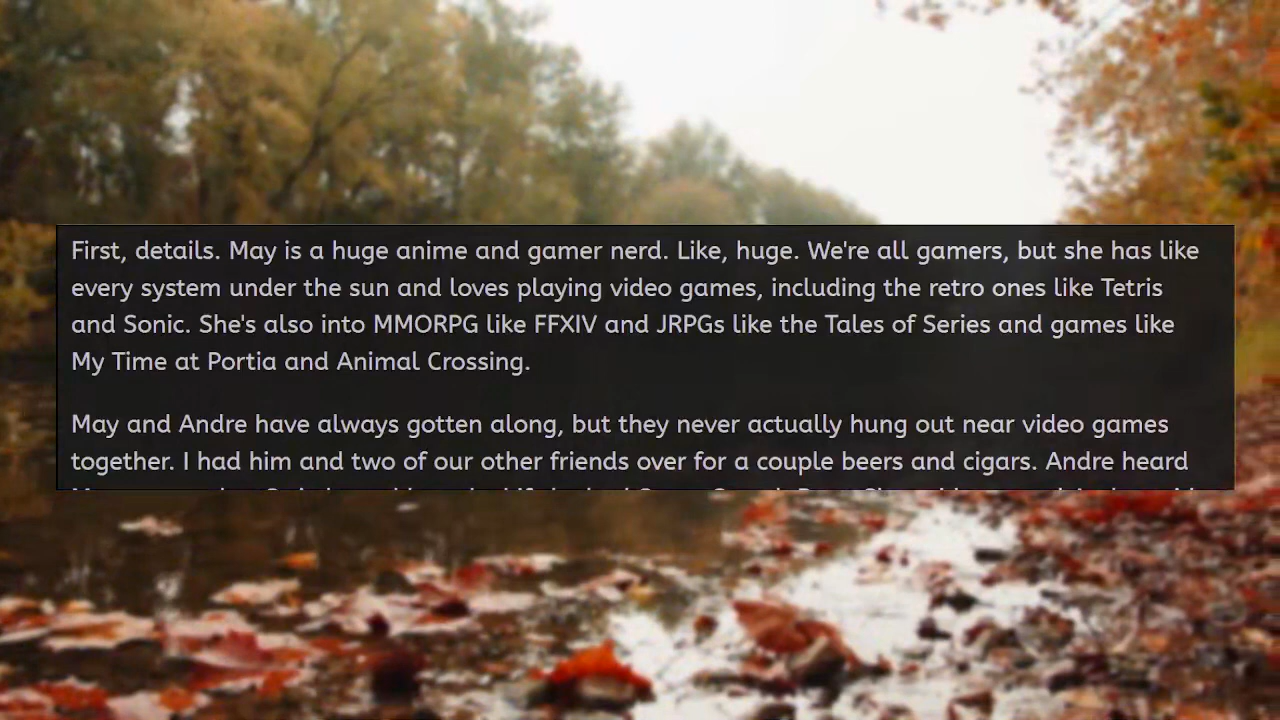 First, details. May is a huge anime and gamer nerd. Like, huge. We're all gamers, but she has like
every system under the sun and loves playing video games, including the retro ones like Tetris
and Sonic. She's also into MMORPG like FFXIV and JRPGs like the Tales of Series and games like
My Time at Portia and Animal Crossing.
May and Andre have always gotten along, but they never actually hung out near video games
together. I had him and two of our other friends over for a couple beers and cigars. Andre heard